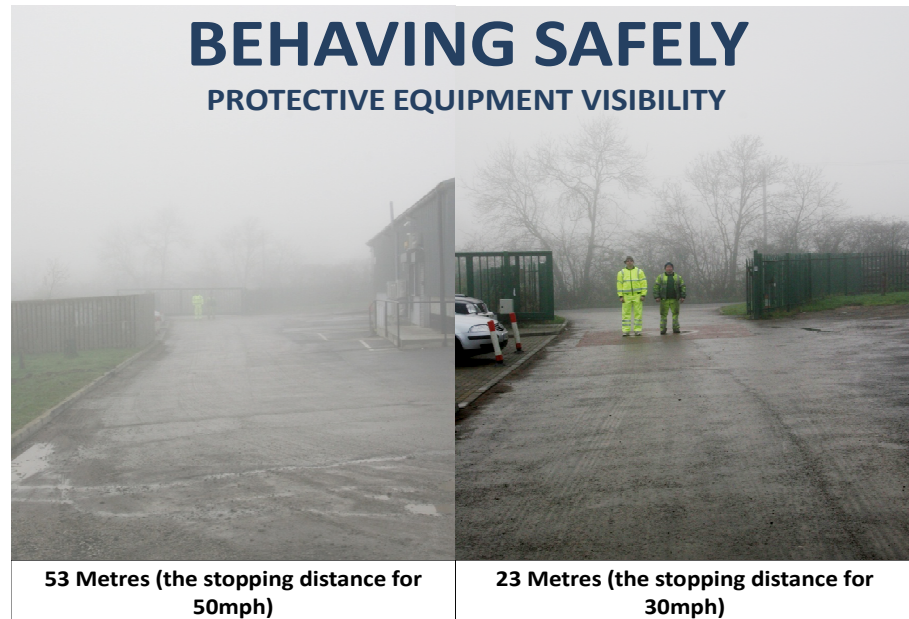 BEHAVING SAFELY
PROTECTIVE EQUIPMENT VISIBILITY
53 Metres (the stopping distance for
50mph)
23 Metres (the stopping distance for
30mph)